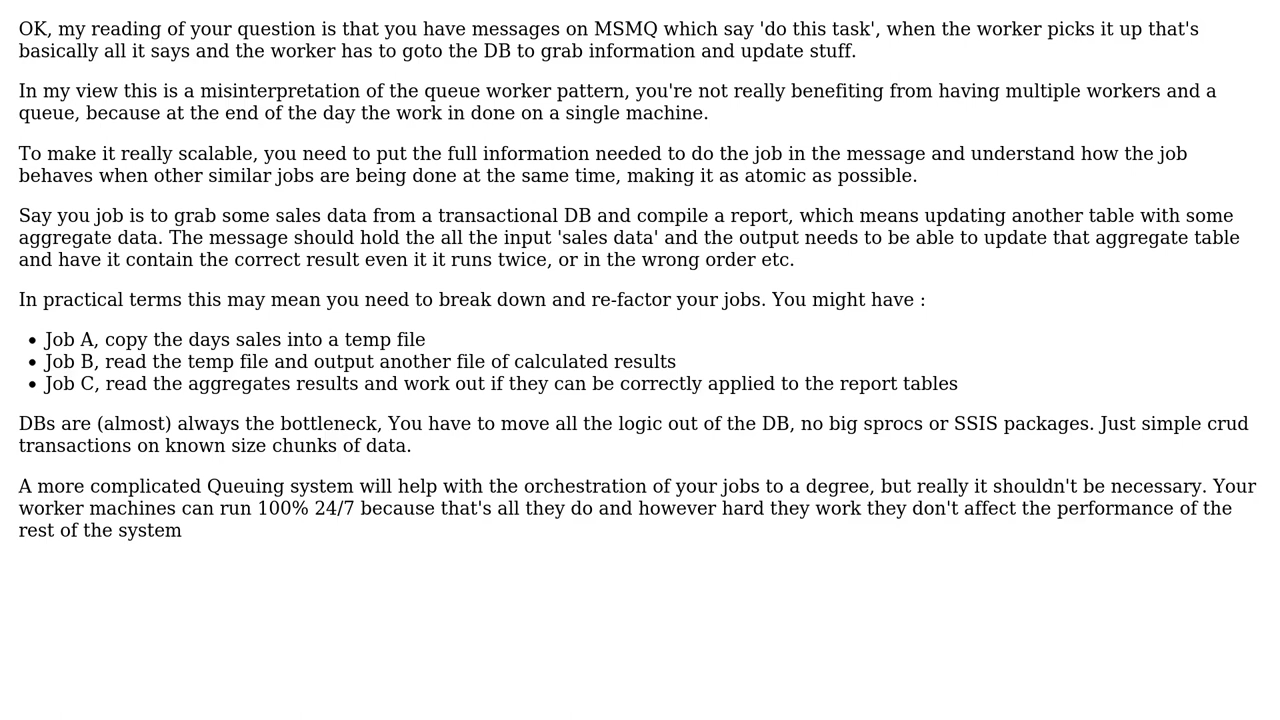 OK, my reading of your question is that you have messages on MSMQ which say 'do this task', when the worker picks it up that's
basically all it says and the worker has to goto the DB to grab information and update stuff.
In my view this is a misinterpretation of the queue worker pattern, you're not really benefiting from having multiple workers and a
queue, because at the end of the day the work in done on a single machine.
To make it really scalable, you need to put the full information needed to do the job in the message and understand how the job
behaves when other similar jobs are being done at the same time, making it as atomic as possible.
Say you job is to grab some sales data from a transactional DB and compile a report, which means updating another table with some
aggregate data. The message should hold the all the input 'sales data' and the output needs to be able to update that aggregate table
and have it contain the correct result even it it runs twice, or in the wrong order etc.
In practical terms this may mean you need to break down and re-factor your jobs. You might have :
• Job A, copy the days sales into a temp file
• Job B, read the temp file and output another file of calculated results
• Job C, read the aggregates results and work out if they can be correctly applied to the report tables
DBs are (almost) always the bottleneck, You have to move all the logic out of the DB, no big sprocs or SSIS packages. Just simple crud
transactions on known size chunks of data.
A more complicated Queuing system will help with the orchestration of your jobs to a degree, but really it shouldn't be necessary. Your
worker machines can run 100% 24/7 because that's all they do and however hard they work they don't affect the performance of the
rest of the system